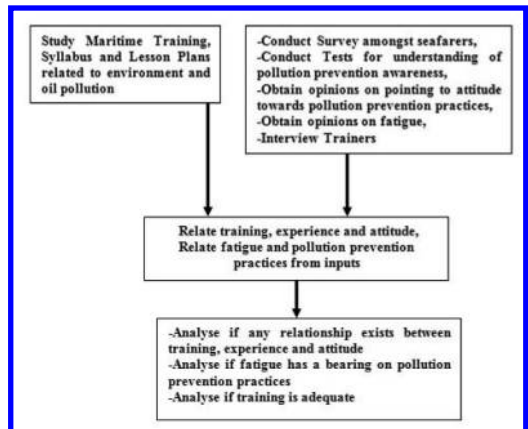 Study Maritime Training,
Syllabus and Lesson Plans
related to environment and
oil pollution
-Conduct Survey amongst seafarers,
-Conduct Tests for understanding of
pollution prevention awareness,
-Obtain opinions on pointing to attitude
towards pollution prevention practices,
-Obtain opinions on fatigue,
-Interview Trainers
Relate training, experience and attitude,
Relate fatigue and pollution prevention
practices from inputs
-Analyse if any relationship exists between
training, experience and attitude
-Analyse if fatigue has a bearing on pollution
prevention practices
-Analyse if training is adequate